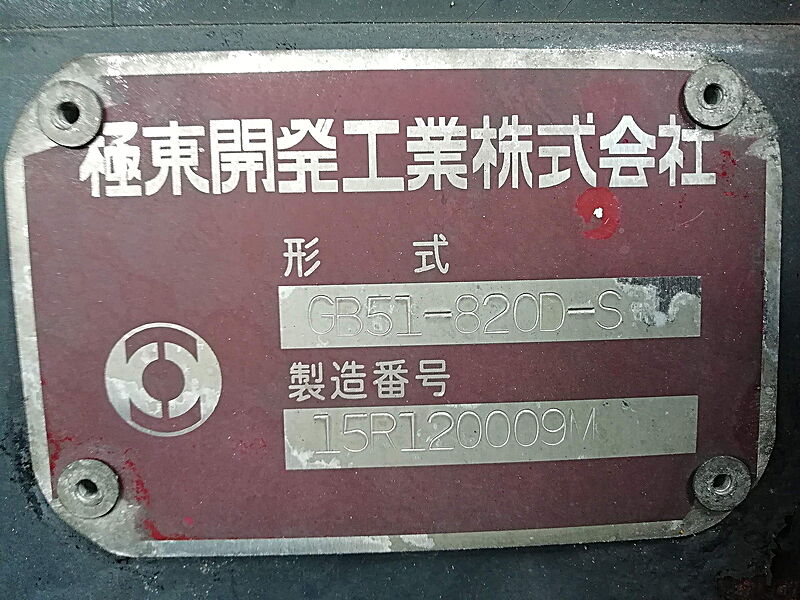 極東開発工業株式会社
形 式
GB51-820D-S
製造番号
15R120009M